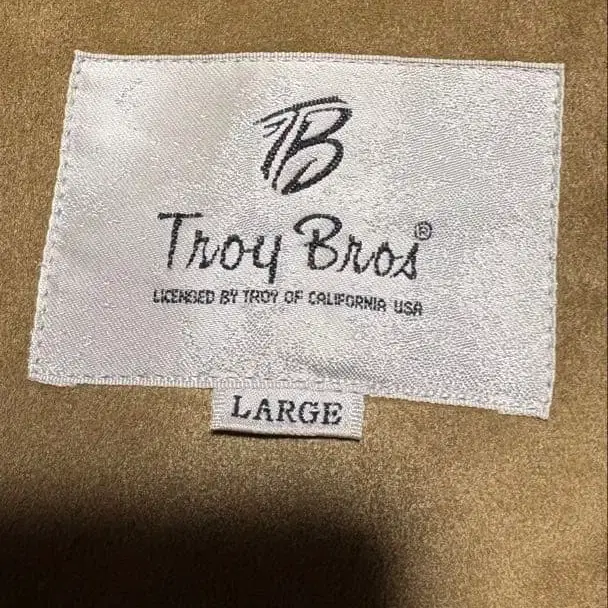 TB
Troy Bros®
LICENSED BY TROY OF CALIFORNIA USA
LARGE